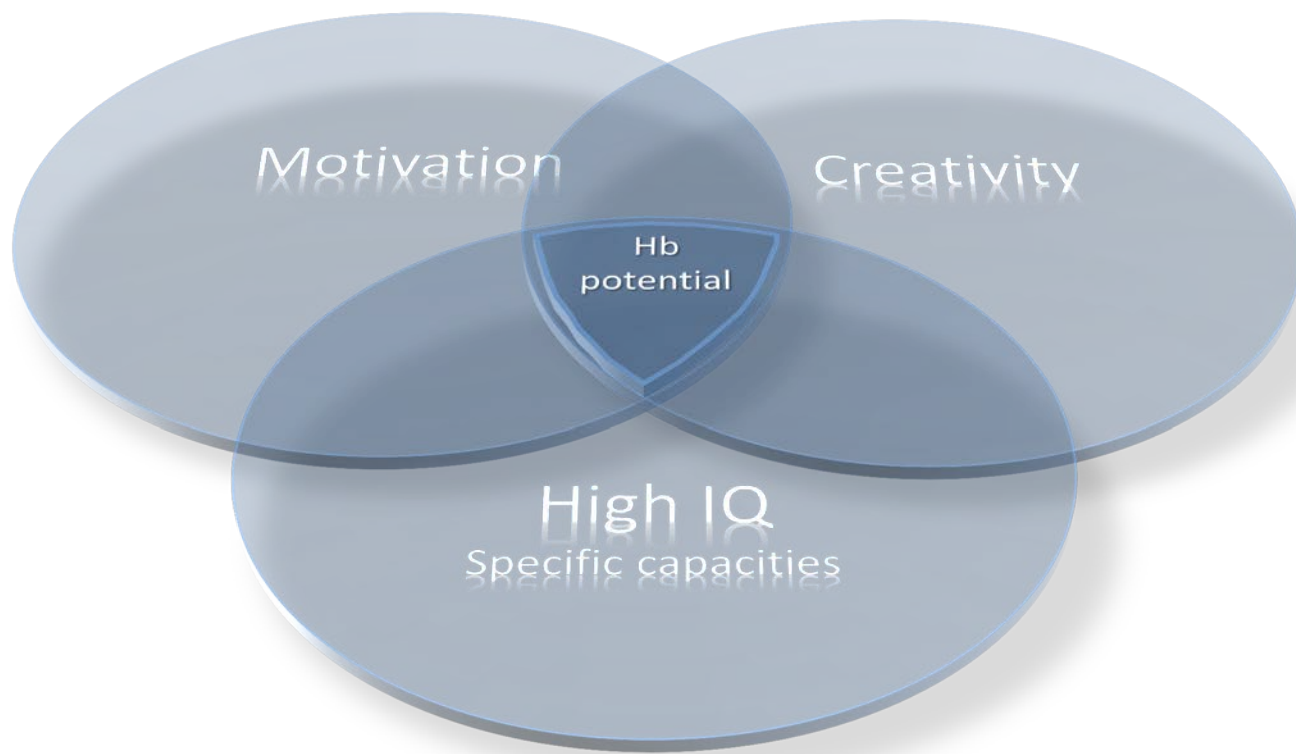 Motivation
Creativity
Hb
potential
High IQ
Specific capacities